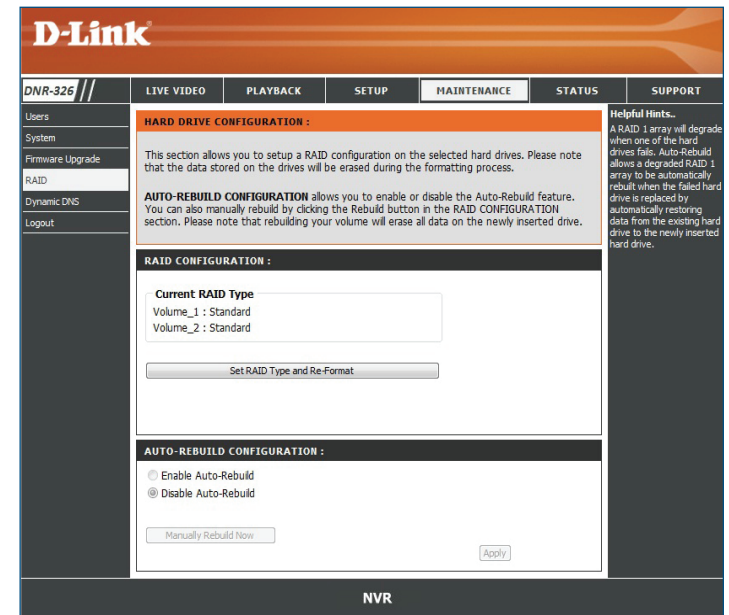 D-Link
DNR-326 //
LIVE VIDEO
PLAYBACK
SETUP
MAINTENANCE
STATUS
SUPPORT
Users
System
Firmware Upgrade
RAID
Dynamic DNS
Logout
HARD DRIVE CONFIGURATION :
This section allows you to setup a RAID configuration on the selected hard drives. Please note
that the data stored on the drives will be erased during the formatting process.
AUTO-REBUILD CONFIGURATION allows you to enable or disable the Auto-Rebuild feature.
You can also manually rebuild by clicking the Rebuild button in the RAID CONFIGURATION
section. Please note that rebuilding your volume will erase all data on the newly inserted drive.
RAID CONFIGURATION :
Current RAID Type
Volume_1 : Standard
Volume_2 : Standard
Set RAID Type and Re-Format
AUTO-REBUILD CONFIGURATION :
Enable Auto-Rebuild
Disable Auto-Rebuild
Manually Rebuild Now
Apply
Helpful Hints..
A RAID 1 array will degrade
when one of the hard
drives fails. Auto-Rebuild
allows a degraded RAID 1
array to be automatically
rebuilt when the failed hard
drive is replaced by
automatically restoring
data from the existing hard
drive to the newly inserted
hard drive.
NVR